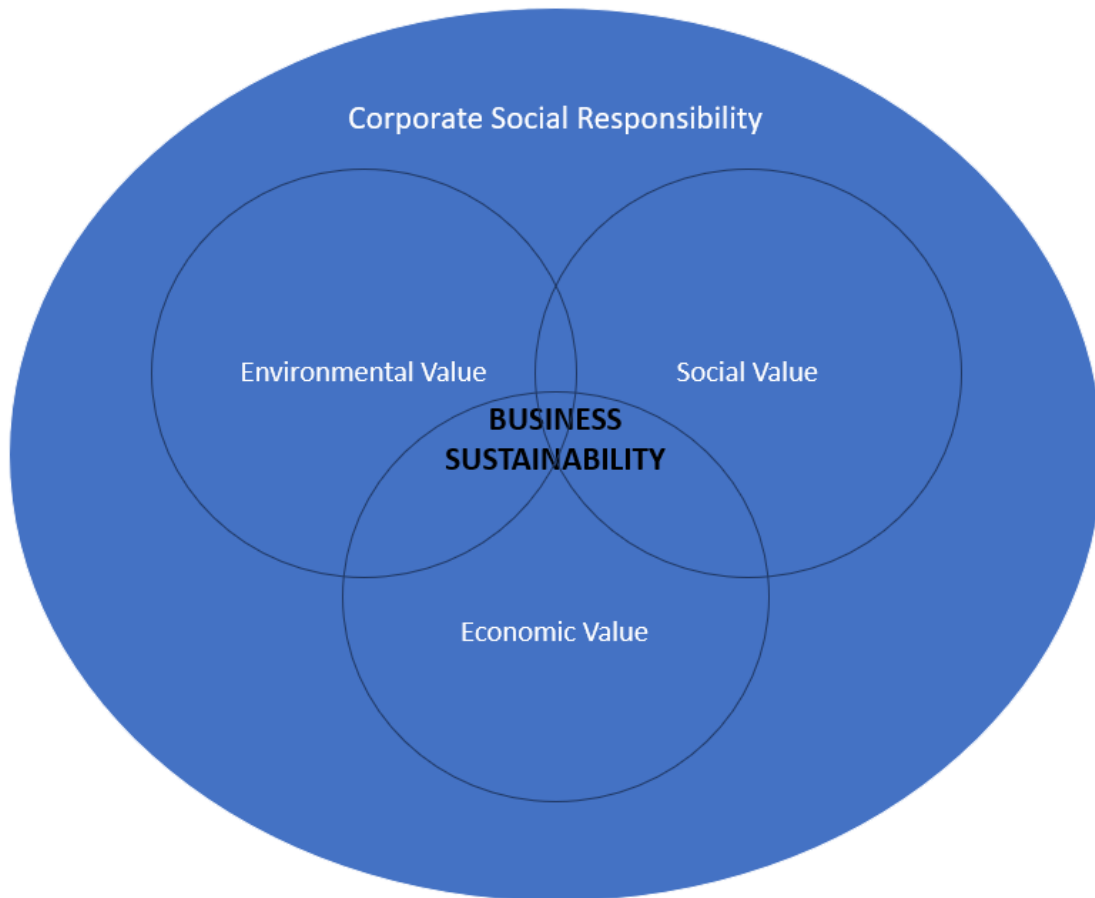 Corporate Social Responsibility
Environmental Value
Social Value
BUSINESS
SUSTAINABILITY
Economic Value